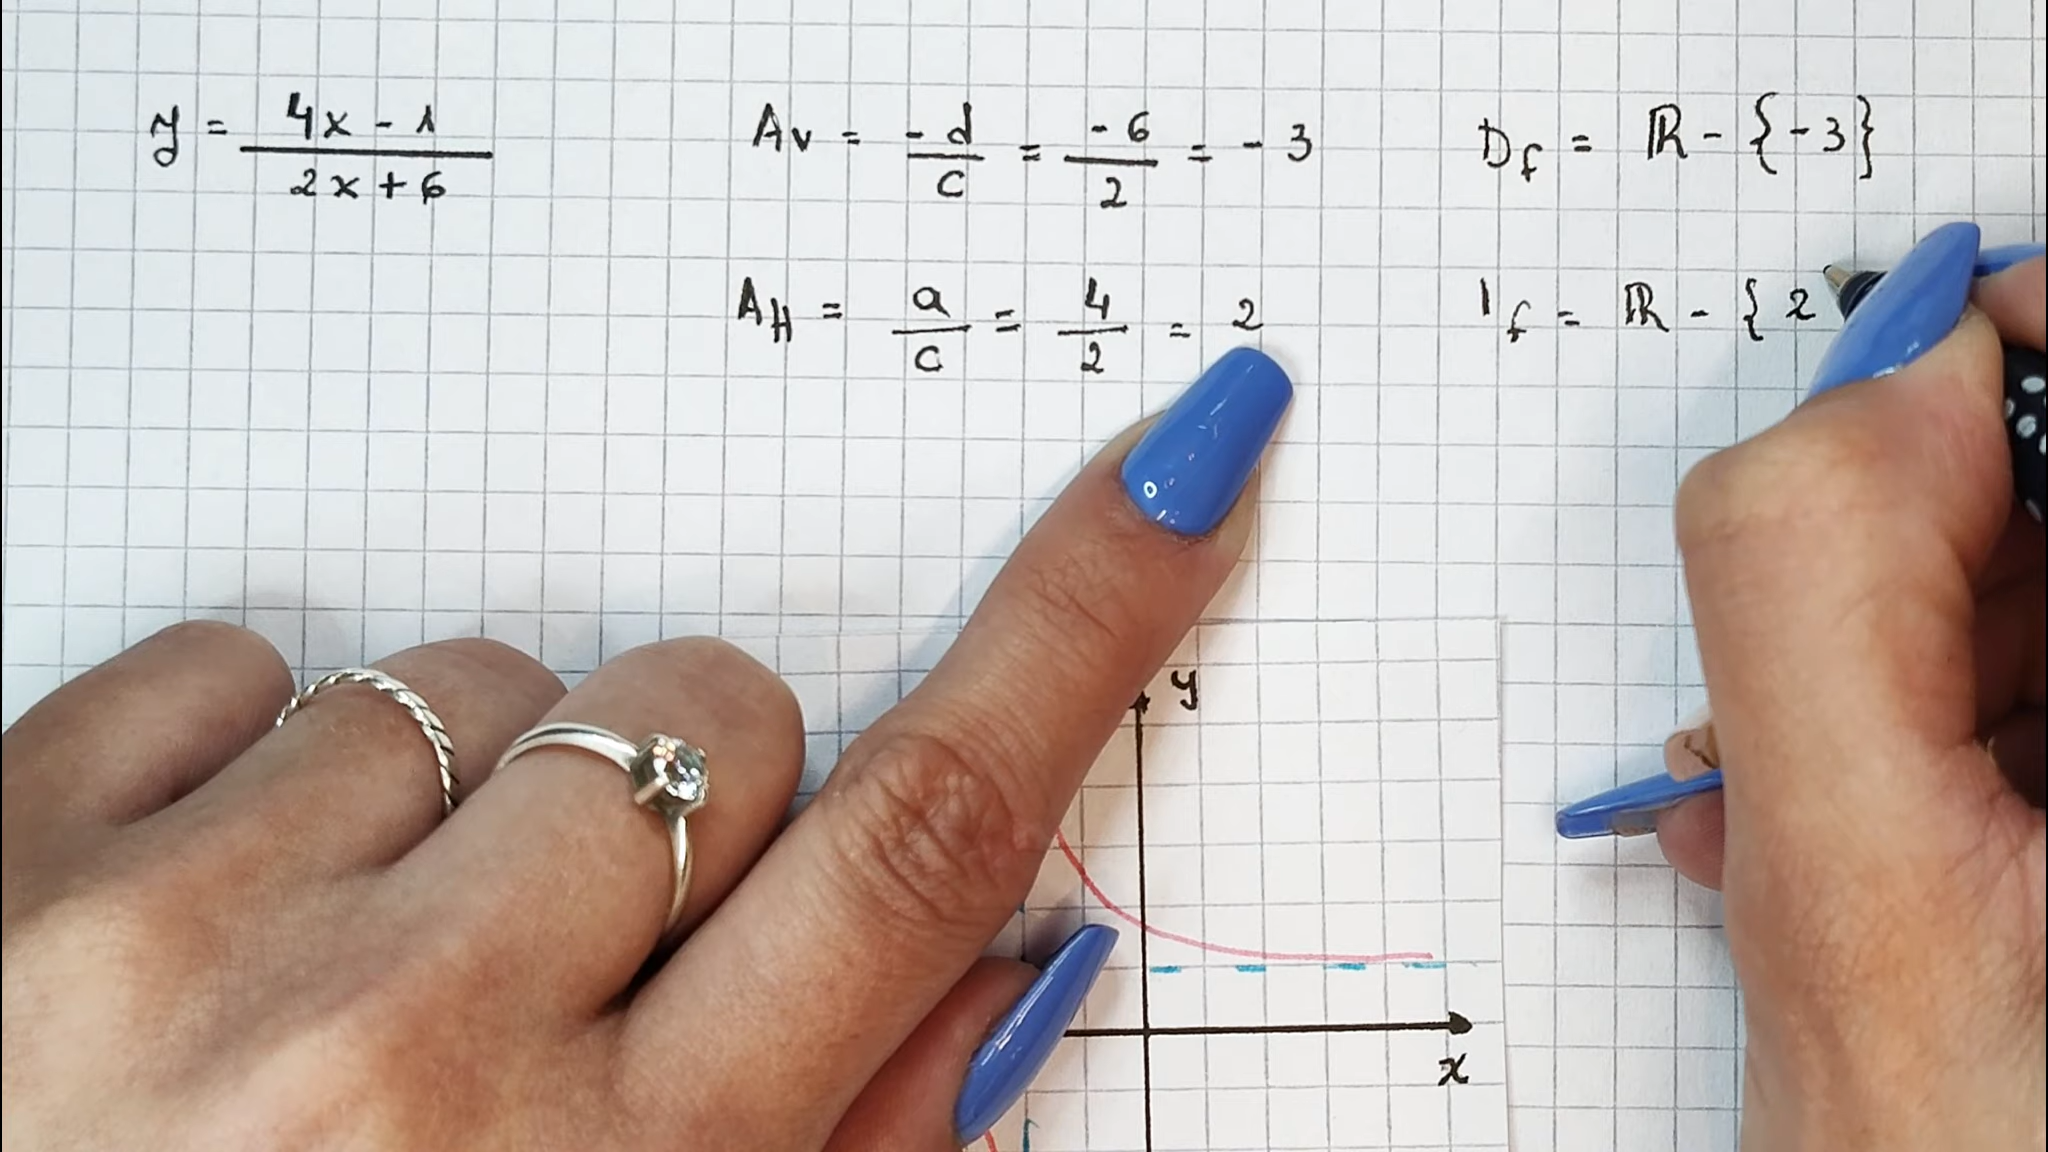 y = (4x - 1)/(2x + 6)
Av = -d/c = -6/2 = -3
Df = ℝ - {-3}
AH = a/c = 4/2 = 2
If = ℝ - {2
y
x